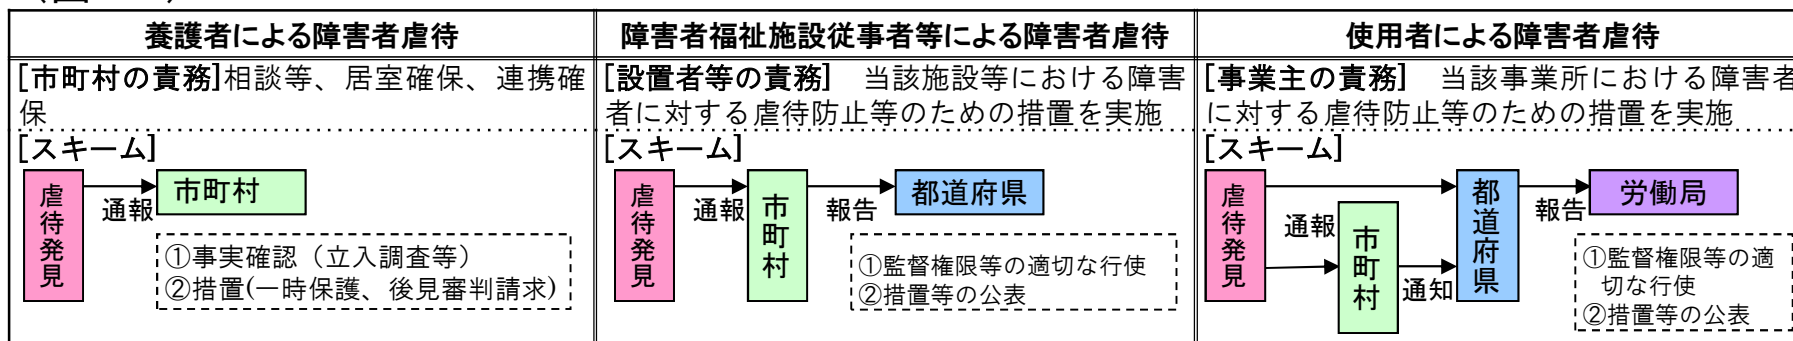 養護者による障害者虐待
[市町村の責務]相談等、居室確保、連携確
保
[スキーム]
虐待発見
通報
市町村
①事実確認（立入調査等）
②措置(一時保護、後見審判請求)
障害者福祉施設従事者等による障害者虐待
[設置者等の責務]　当該施設等における障害
者に対する虐待防止等のための措置を実施
[スキーム]
虐待発見
通報
市町村
報告
都道府県
①監督権限等の適切な行使
②措置等の公表
使用者による障害者虐待
[事業主の責務]　当該事業所における障害者
に対する虐待防止等のための措置を実施
[スキーム]
虐待発見
通報
市町村
通知
都道府県
報告
労働局
①監督権限等の適
切な行使
②措置等の公表